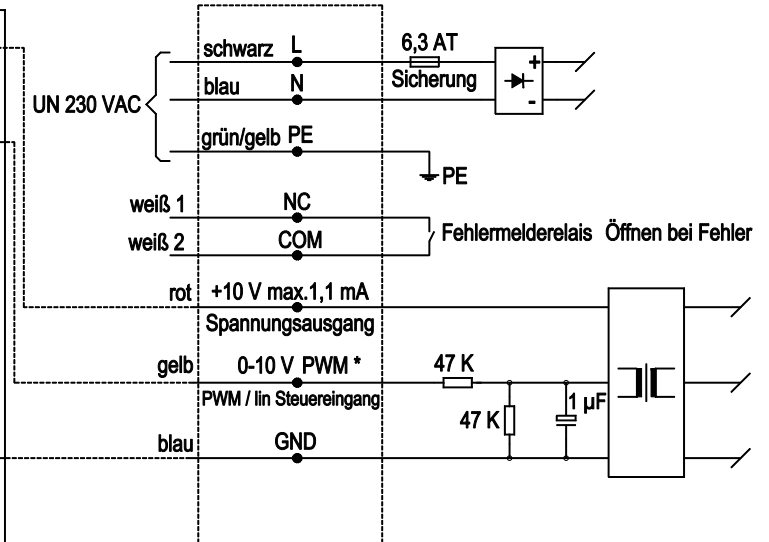 schwarz L 6,3 AT
Sicherung
+
blau N
-
UN 230 VAC
grün/gelb PE
PE
weiß 1 NC
Fehlermelderelais Öffnen bei Fehler
weiß 2 COM
rot +10 V max.1,1 mA
Spannungsausgang
gelb 0-10 V PWM * 47 K
PWM / lin Steuereingang
47 K 1 µF
blau GND